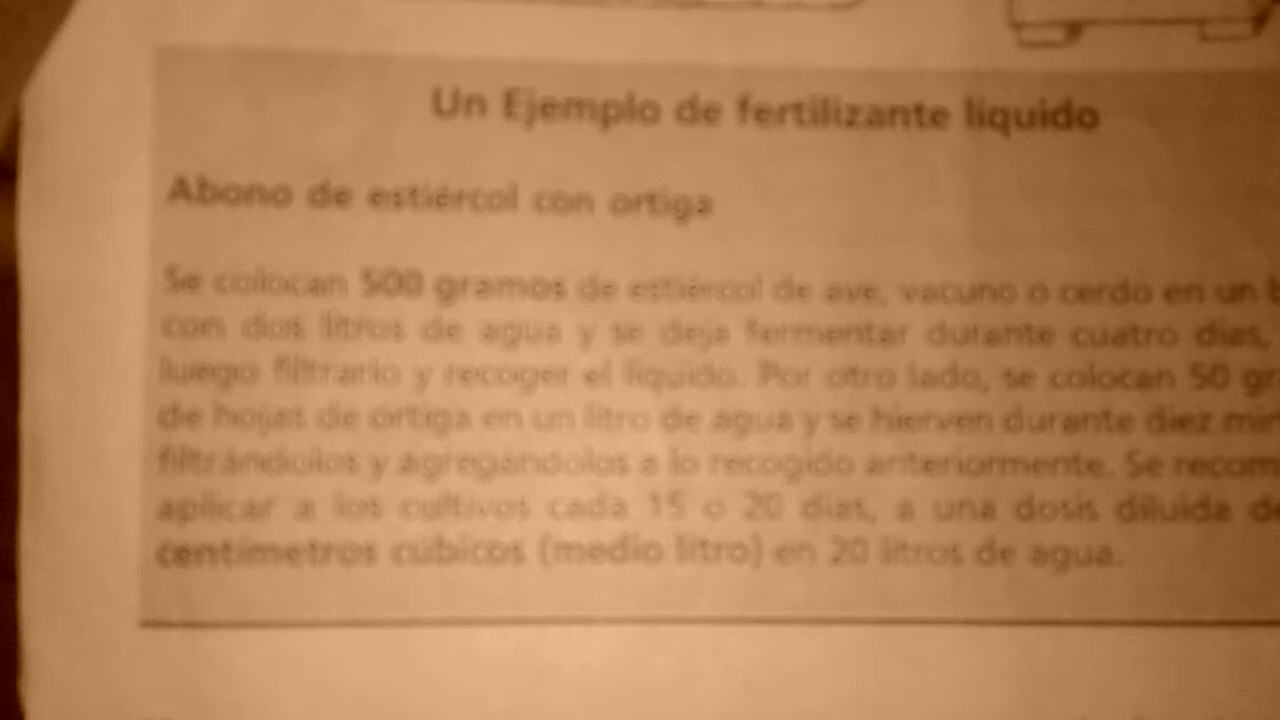 Un Ejemplo de fertilizante líquido
Abono de estiércol con ortiga
Se colocan 500 gramos de estiércol de ave, vacuno o cerdo en un
con dos litros de agua y se deja fermentar durante cuatro días,
luego filtrarlo y recoger el líquido. Por otro lado, se colocan 50 gr
de hojas de ortiga en un litro de agua y se hierven durante diez min
filtrándolos y agregándolos a lo recogido anteriormente. Se recom
aplicar a los cultivos cada 15 o 20 días, a una dosis diluida de
centímetros cúbicos (medio litro) en 20 litros de agua.